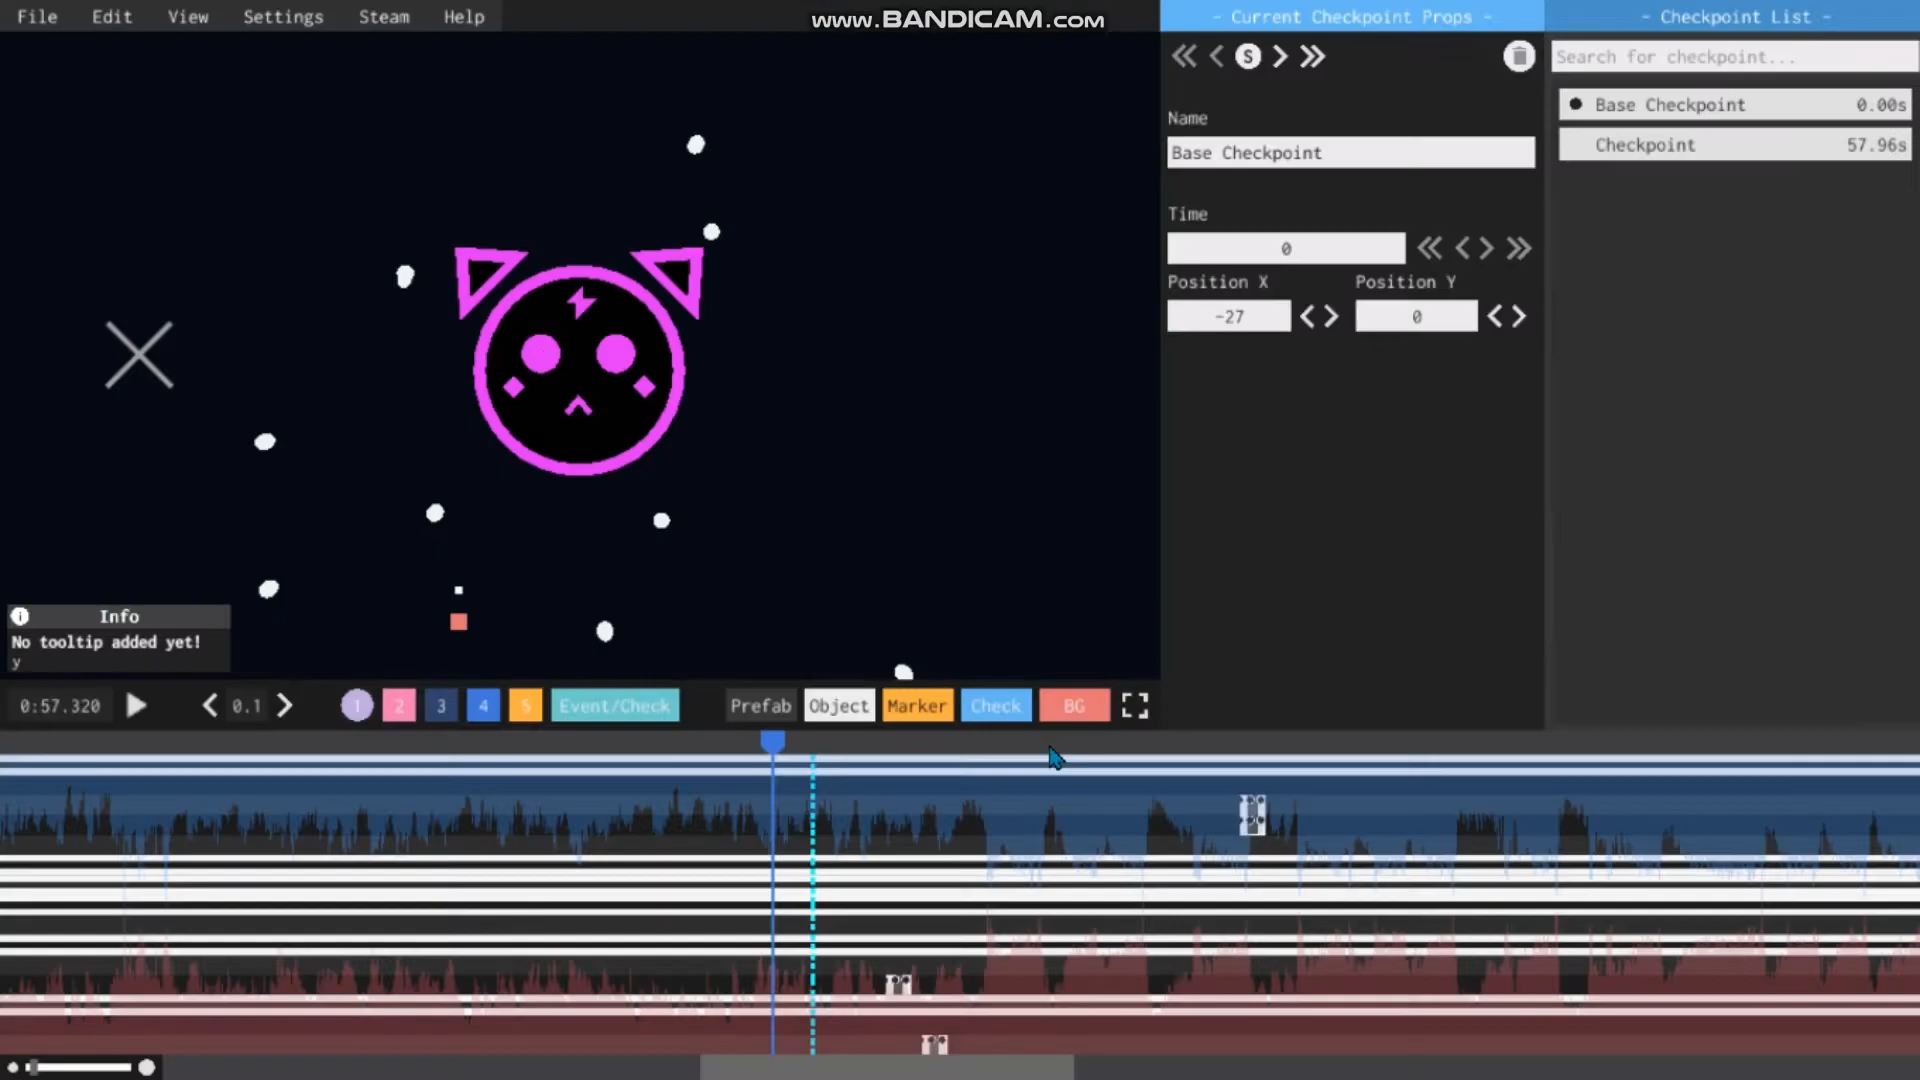 File Edit View Settings Steam Help
www.BANDICAM.com
- Current Checkpoint Props -
- Checkpoint List -
S
Search for checkpoint...
Base Checkpoint 0.00s
Checkpoint 57.96s
Name
Base Checkpoint
Time
0
Position X Position Y
-27 0
Info
No tooltip added yet!
y
0:57.320 0.1 1 2 3 4 5 Event/Check Prefab Object Marker Check BG